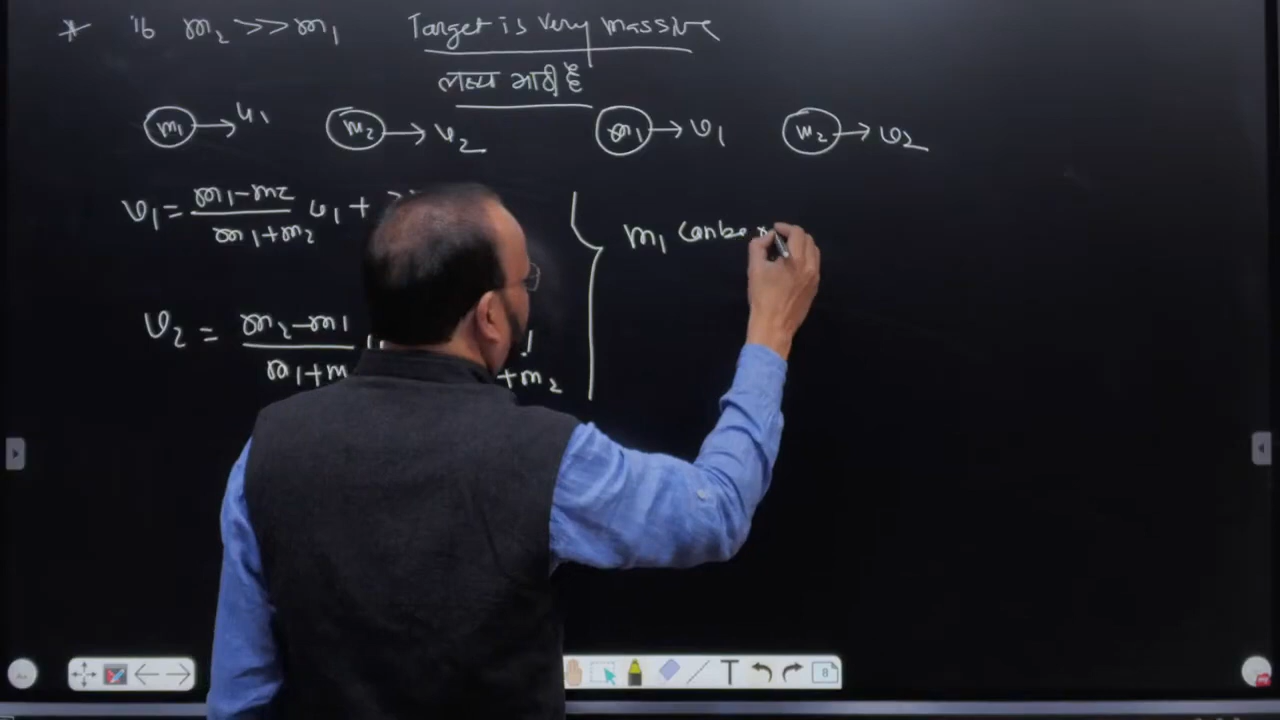 * if m₂ >> m₁ Target is very massive
लक्ष्य भारी है
m₁ → u₁ m₂ → u₂ m₁ → v₁ m₂ → v₂
v₁ = (m₁-m₂)/(m₁+m₂) u₁ +
m₁ can be
v₂ = (m₂-m₁)/(m₁+m
+m₂
T
8